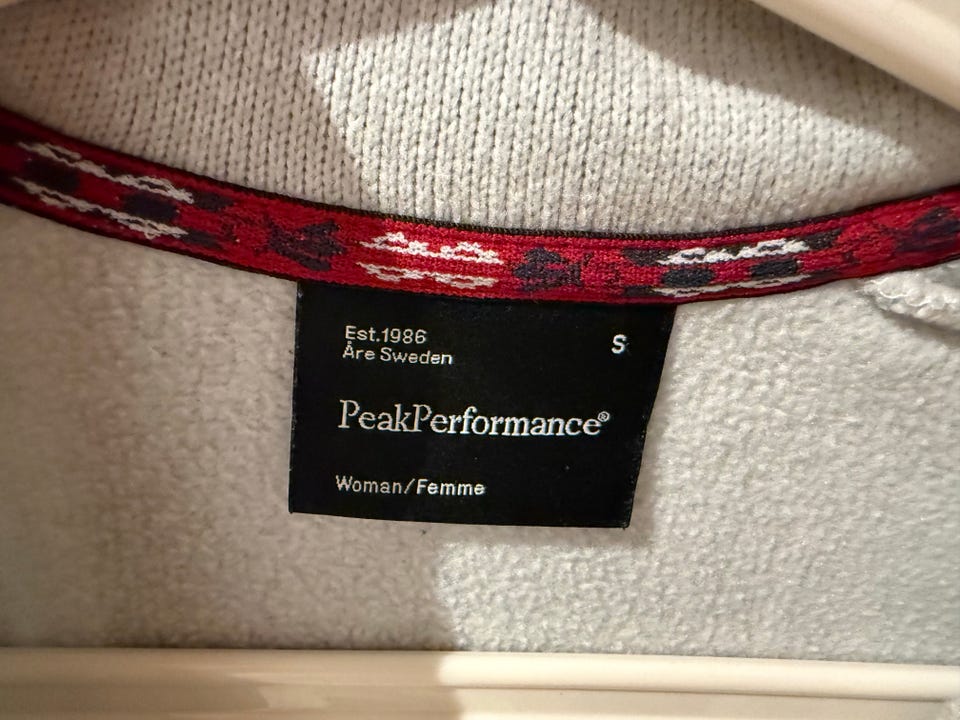 Est.1986
S
Åre Sweden
PeakPerformance®
Woman/Femme